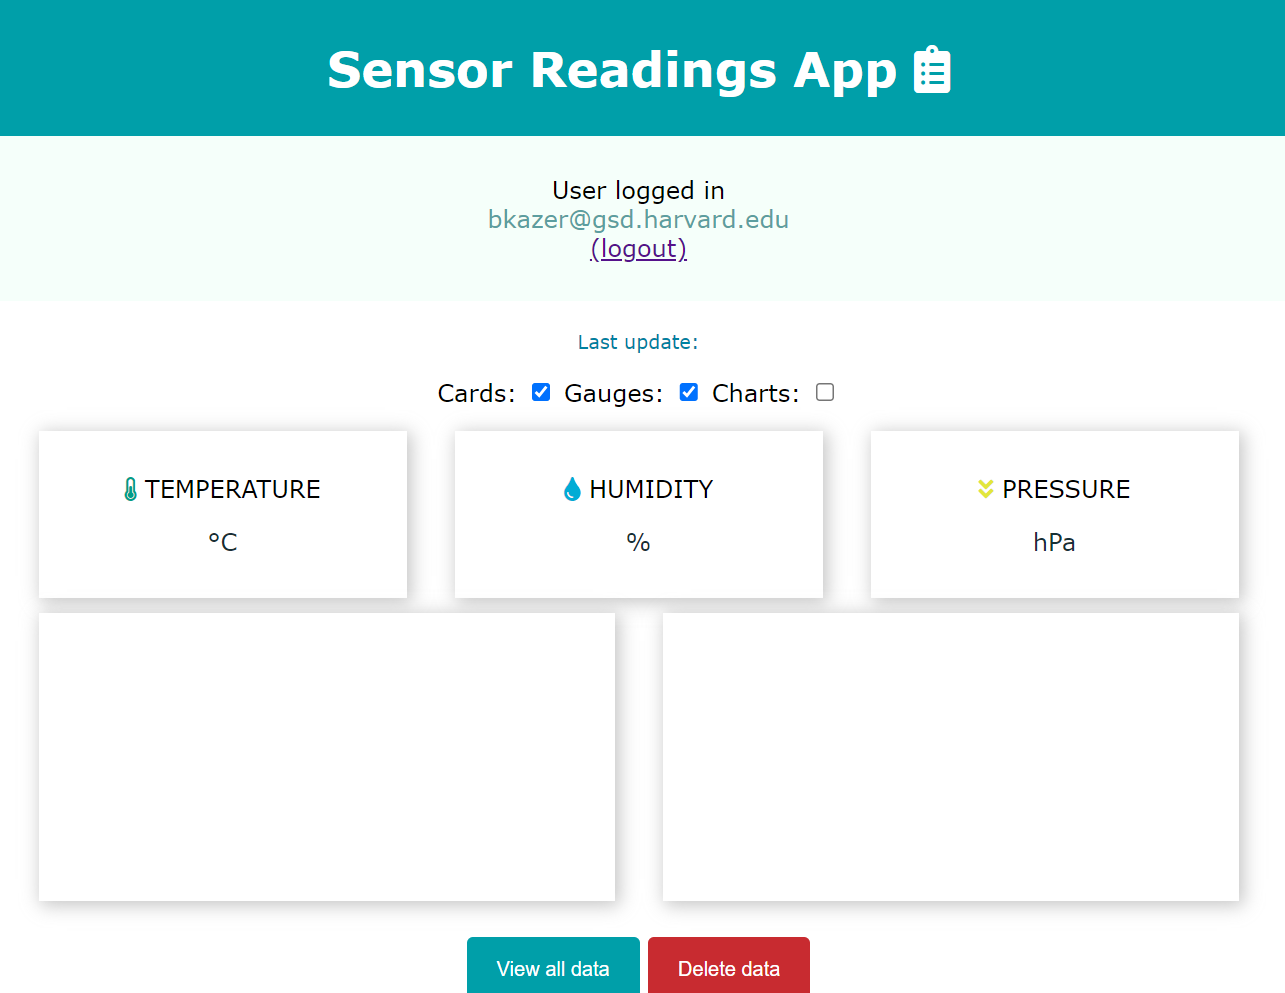 Sensor Readings App
User logged in
bkazer@gsd.harvard.edu
(logout)
Last update:
Cards: Gauges: Charts:
TEMPERATURE HUMIDITY PRESSURE
°C % hPa
View all data Delete data